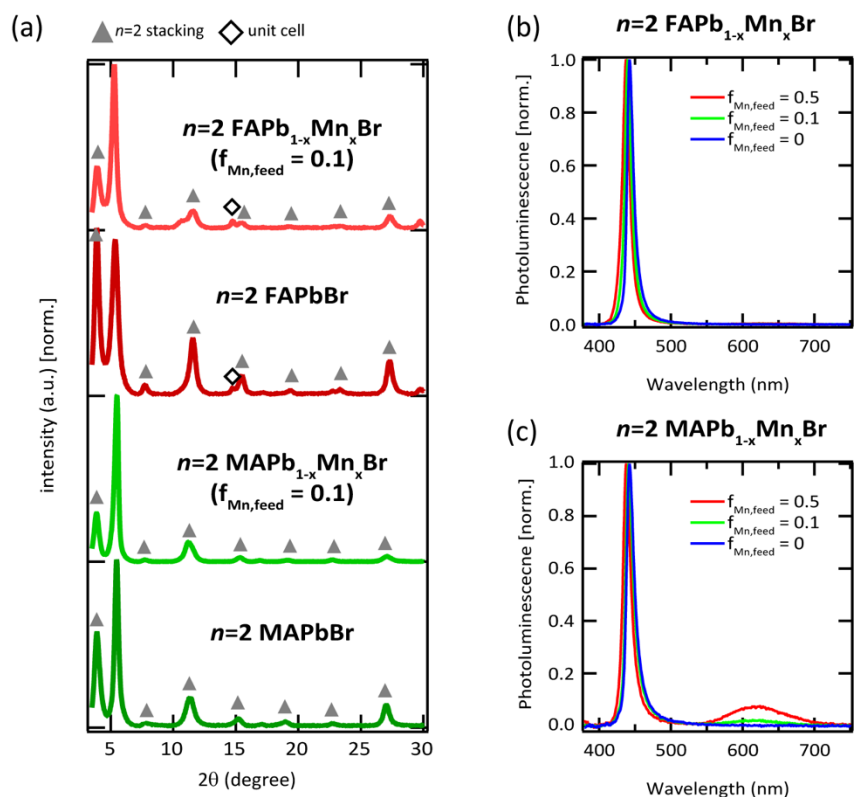 (a)
n=2 stacking
unit cell
n=2 FAPb1-xMnxBr
(fMn,feed = 0.1)
n=2 FAPbBr
n=2 MAPb1-xMnxBr
(fMn,feed = 0.1)
n=2 MAPbBr
intensity (a.u.) [norm.]
5 10 15 20 25 30
2θ (degree)
(b)
n=2 FAPb1-xMnxBr
1.0
0.8
0.6
0.4
0.2
0.0
fMn,feed = 0.5
fMn,feed = 0.1
fMn,feed = 0
Photoluminescecne [norm.]
400 500 600 700
Wavelength (nm)
(c)
n=2 MAPb1-xMnxBr
1.0
0.8
0.6
0.4
0.2
0.0
fMn,feed = 0.5
fMn,feed = 0.1
fMn,feed = 0
Photoluminescecne [norm.]
400 500 600 700
Wavelength (nm)